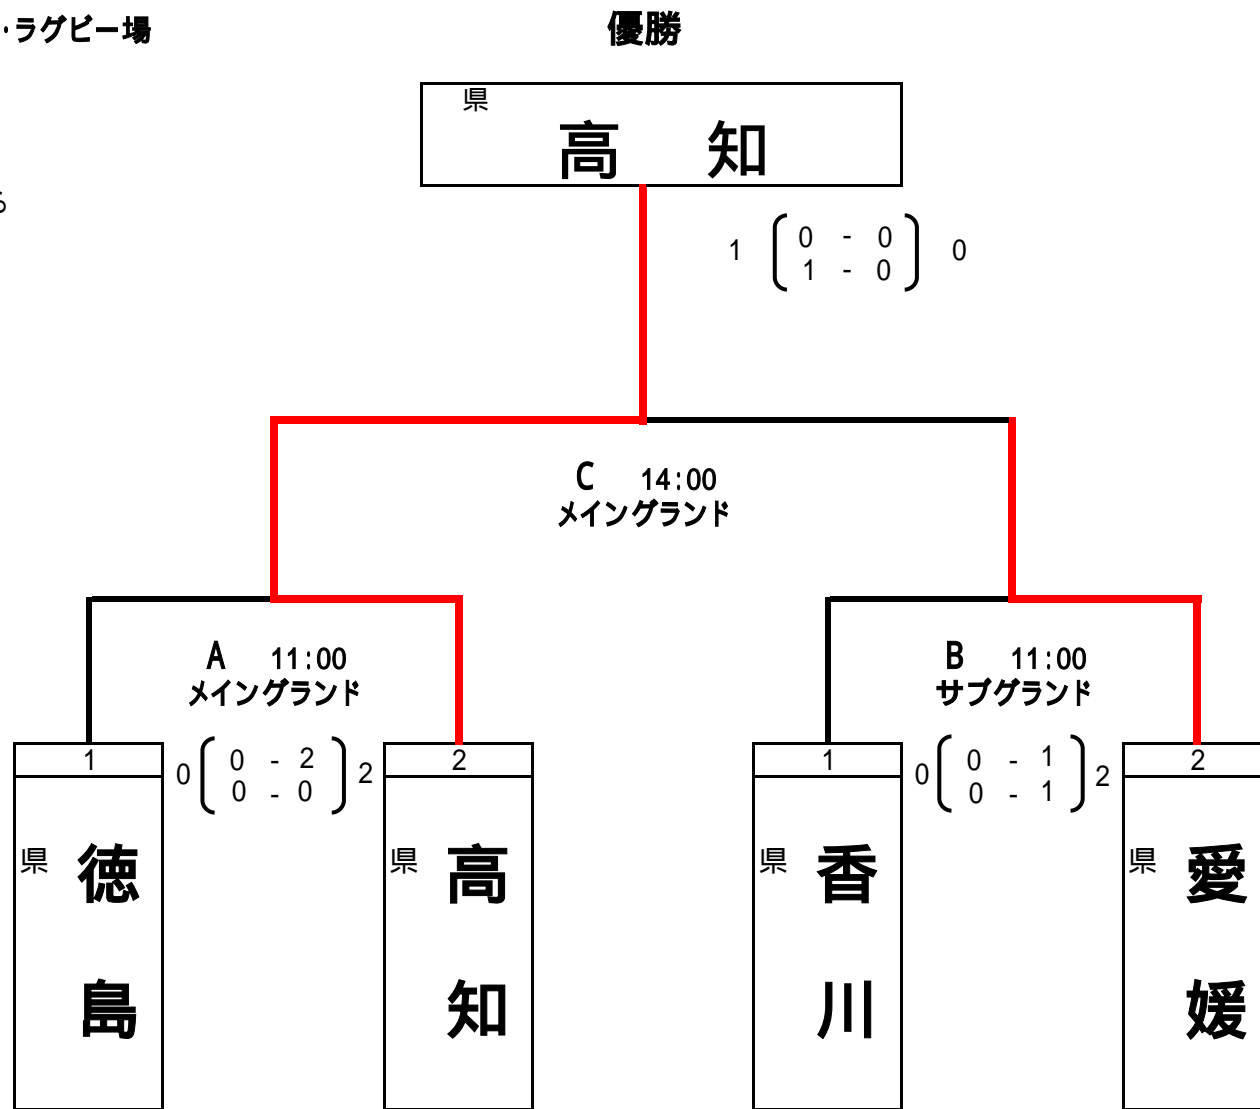 ・ラグビー場
優勝
県
高 知
る
1 0 - 0 0
1 - 0
C 14:00
メイングランド
A 11:00
メイングランド
B 11:00
サブグランド
1
0 0 - 2 2
0 - 0
2
1
0 0 - 1 2
0 - 1
2
県 徳島
県 高知
県 香川
県 愛媛